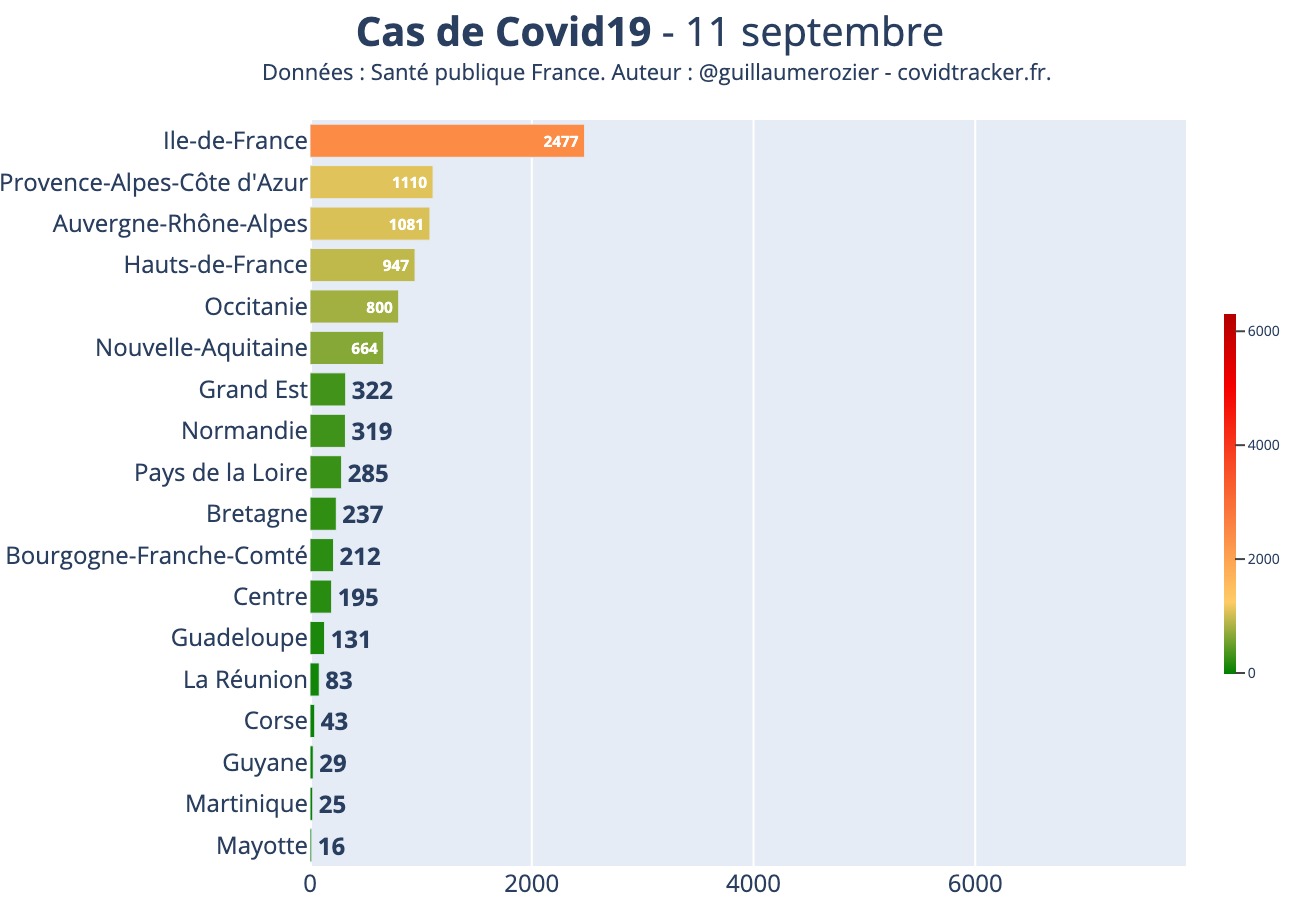 Cas de Covid19 - 11 septembre
Données : Santé publique France. Auteur : @guillaumerozier - covidtracker.fr.
Ile-de-France 2477
Provence-Alpes-Côte d'Azur 1110
Auvergne-Rhône-Alpes 1081
Hauts-de-France 947
Occitanie 800
Nouvelle-Aquitaine 664
Grand Est 322
Normandie 319
Pays de la Loire 285
Bretagne 237
Bourgogne-Franche-Comté 212
Centre 195
Guadeloupe 131
La Réunion 83
Corse 43
Guyane 29
Martinique 25
Mayotte 16
0 2000 4000 6000
6000
4000
2000
0